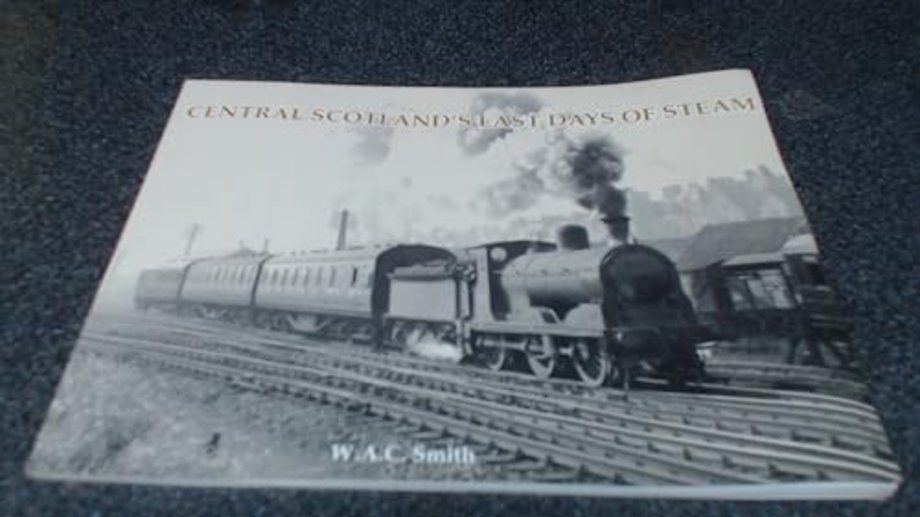 CENTRAL SCOTLAND'S LAST DAYS OF STEAM
W.A.C. Smith